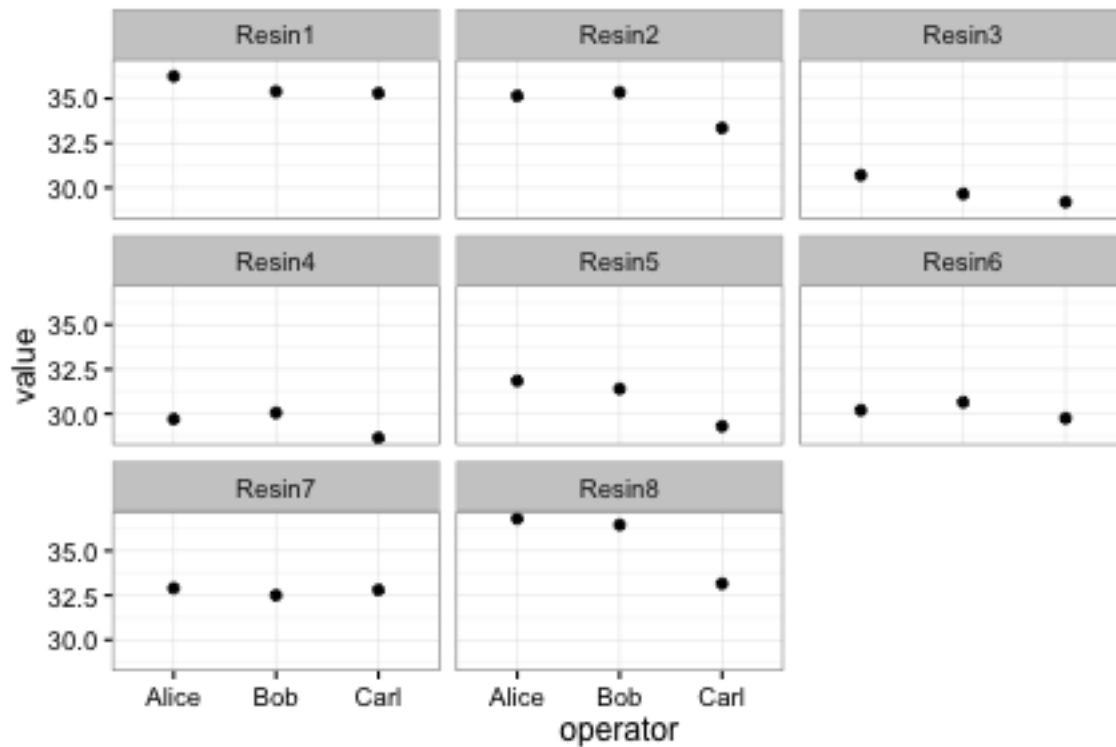 Resin1
Resin2
Resin3
35.0
32.5
30.0
Resin4
Resin5
Resin6
35.0
32.5
30.0
Resin7
Resin8
35.0
32.5
30.0
value
Alice Bob Carl
Alice Bob Carl
operator